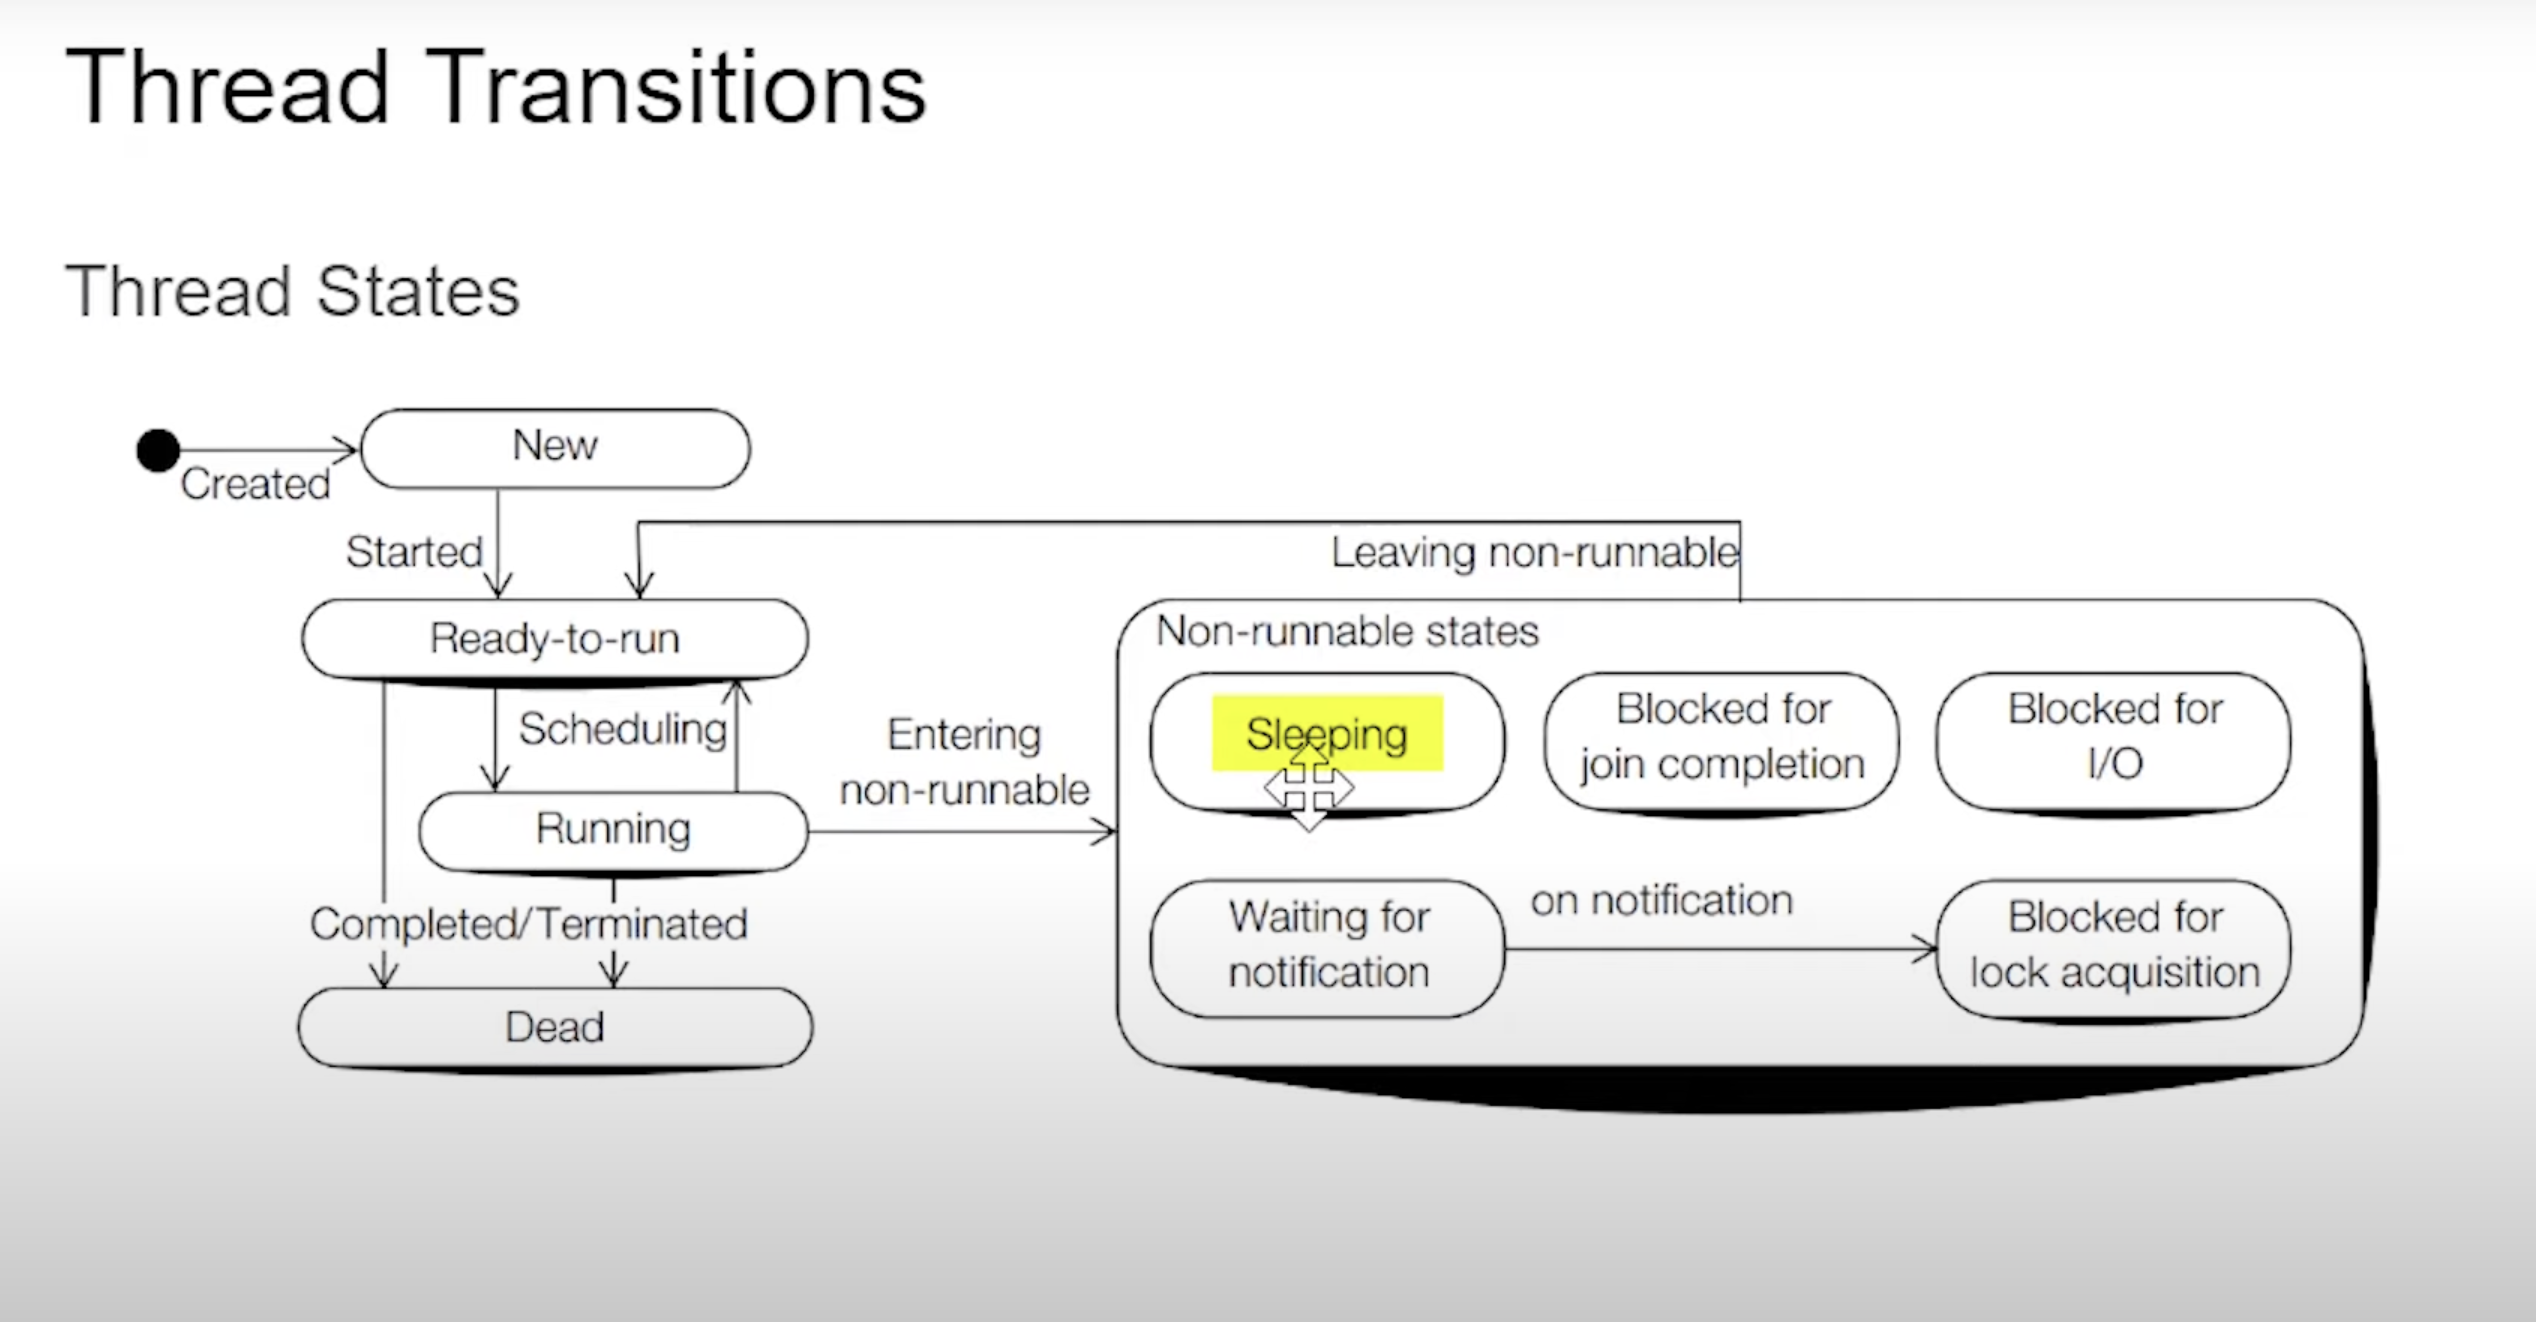 Thread Transitions
Thread States
New
Created
Started
Leaving non-runnable
Ready-to-run
Non-runnable states
Scheduling
Entering
non-runnable
Sleeping
Blocked for
join completion
Blocked for
I/O
Running
Completed/Terminated
Waiting for
notification
on notification
Blocked for
lock acquisition
Dead